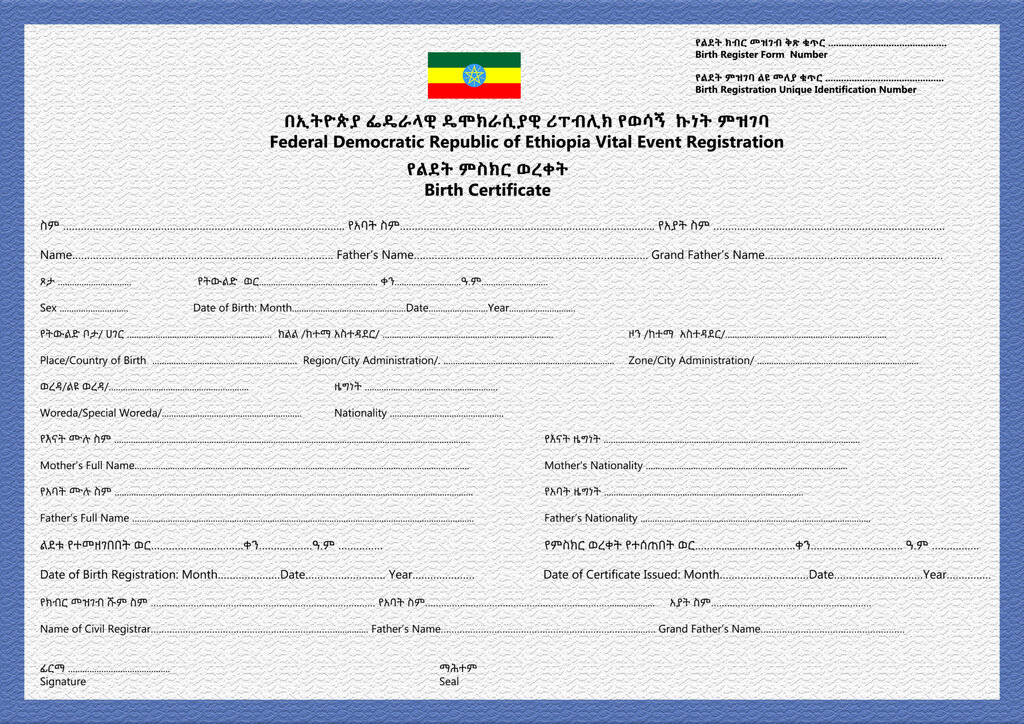 የልደት ክብር መዝገብ ቅጽ ቁጥር ............................................
Birth Register Form Number
የልደት ምዝገባ ልዩ መለያ ቁጥር ............................................
Birth Registration Unique Identification Number
በኢትዮጵያ ፌዴራላዊ ዴሞክራሲያዊ ሪፐብሊክ የወሳኝ ኩነት ምዝገባ
Federal Democratic Republic of Ethiopia Vital Event Registration
የልደት ምስክር ወረቀት
Birth Certificate
ስም ............................................ የአባት ስም............................................ የአያት ስም ............................................
Name............................................ Father's Name............................................ Grand Father's Name............................................
ጾታ ............................ የትውልድ ወር............................................ ቀን............................ዓ.ም............................
Sex ............................ Date of Birth: Month............................................Date............................Year............................
የትውልድ ቦታ/ ሀገር ............................................ ክልል /ከተማ አስተዳደር/ ............................................ ዞን /ከተማ አስተዳደር/............................................
Place/Country of Birth ............................................ Region/City Administration/. ............................................ Zone/City Administration/ ............................................
ወረዳ/ልዩ ወረዳ/............................................ ዜግነት ............................................
Woreda/Special Woreda/............................................ Nationality ............................................
የእናት ሙሉ ስም ............................................ የእናት ዜግነት ............................................
Mother's Full Name............................................ Mother's Nationality ............................................
የአባት ሙሉ ስም ............................................ የአባት ዜግነት ............................................
Father's Full Name ............................................ Father's Nationality ............................................
ልደቱ የተመዘገበበት ወር............................ቀን..................ዓ.ም .............. የምስክር ወረቀት የተሰጠበት ወር............................ቀን............................ ዓ.ም ..............
Date of Birth Registration: Month....................Date.......................... Year.................... Date of Certificate Issued: Month............................Date............................Year..............
የክብር መዝገብ ሹም ስም ............................................ የአባት ስም............................................ አያት ስም............................................
Name of Civil Registrar............................................ Father's Name............................................ Grand Father's Name............................................
ፊርማ ...................................... ማሕተም
Signature Seal